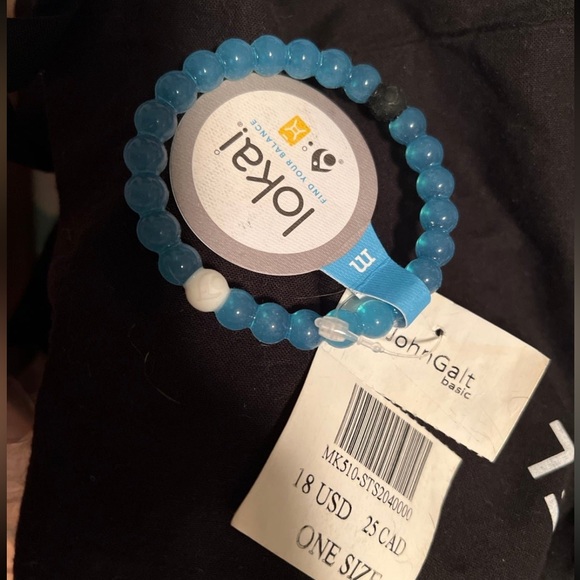 lokai
FIND YOUR BALANCE
m
JohnGalt
basic
MK510-STS2040000
18 USD
25 CAD
ONE SIZE